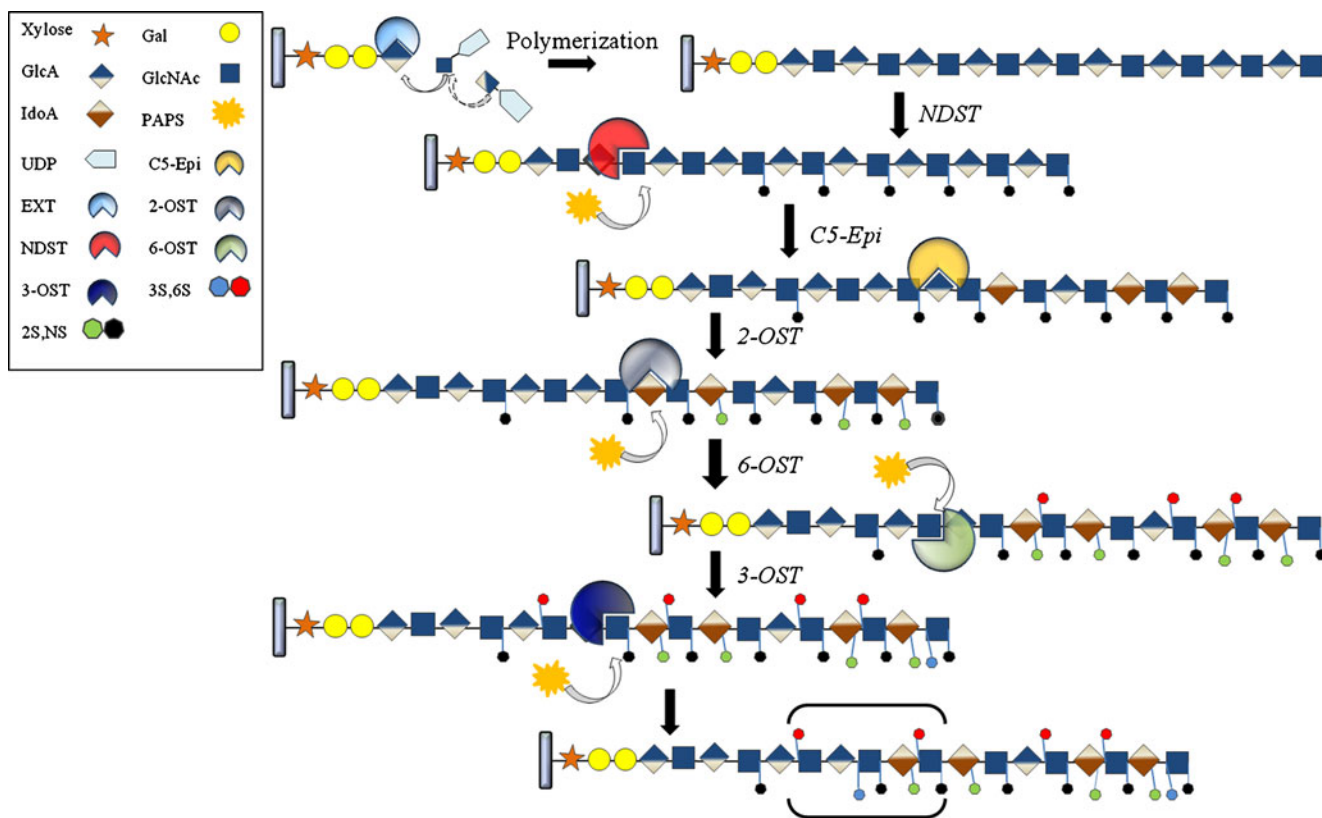 Xylose Gal
GlcA GlcNAc
IdoA PAPS
UDP C5-Epi
EXT 2-OST
NDST 6-OST
3-OST 3S,6S
2S,NS
Polymerization
NDST
C5-Epi
2-OST
6-OST
3-OST